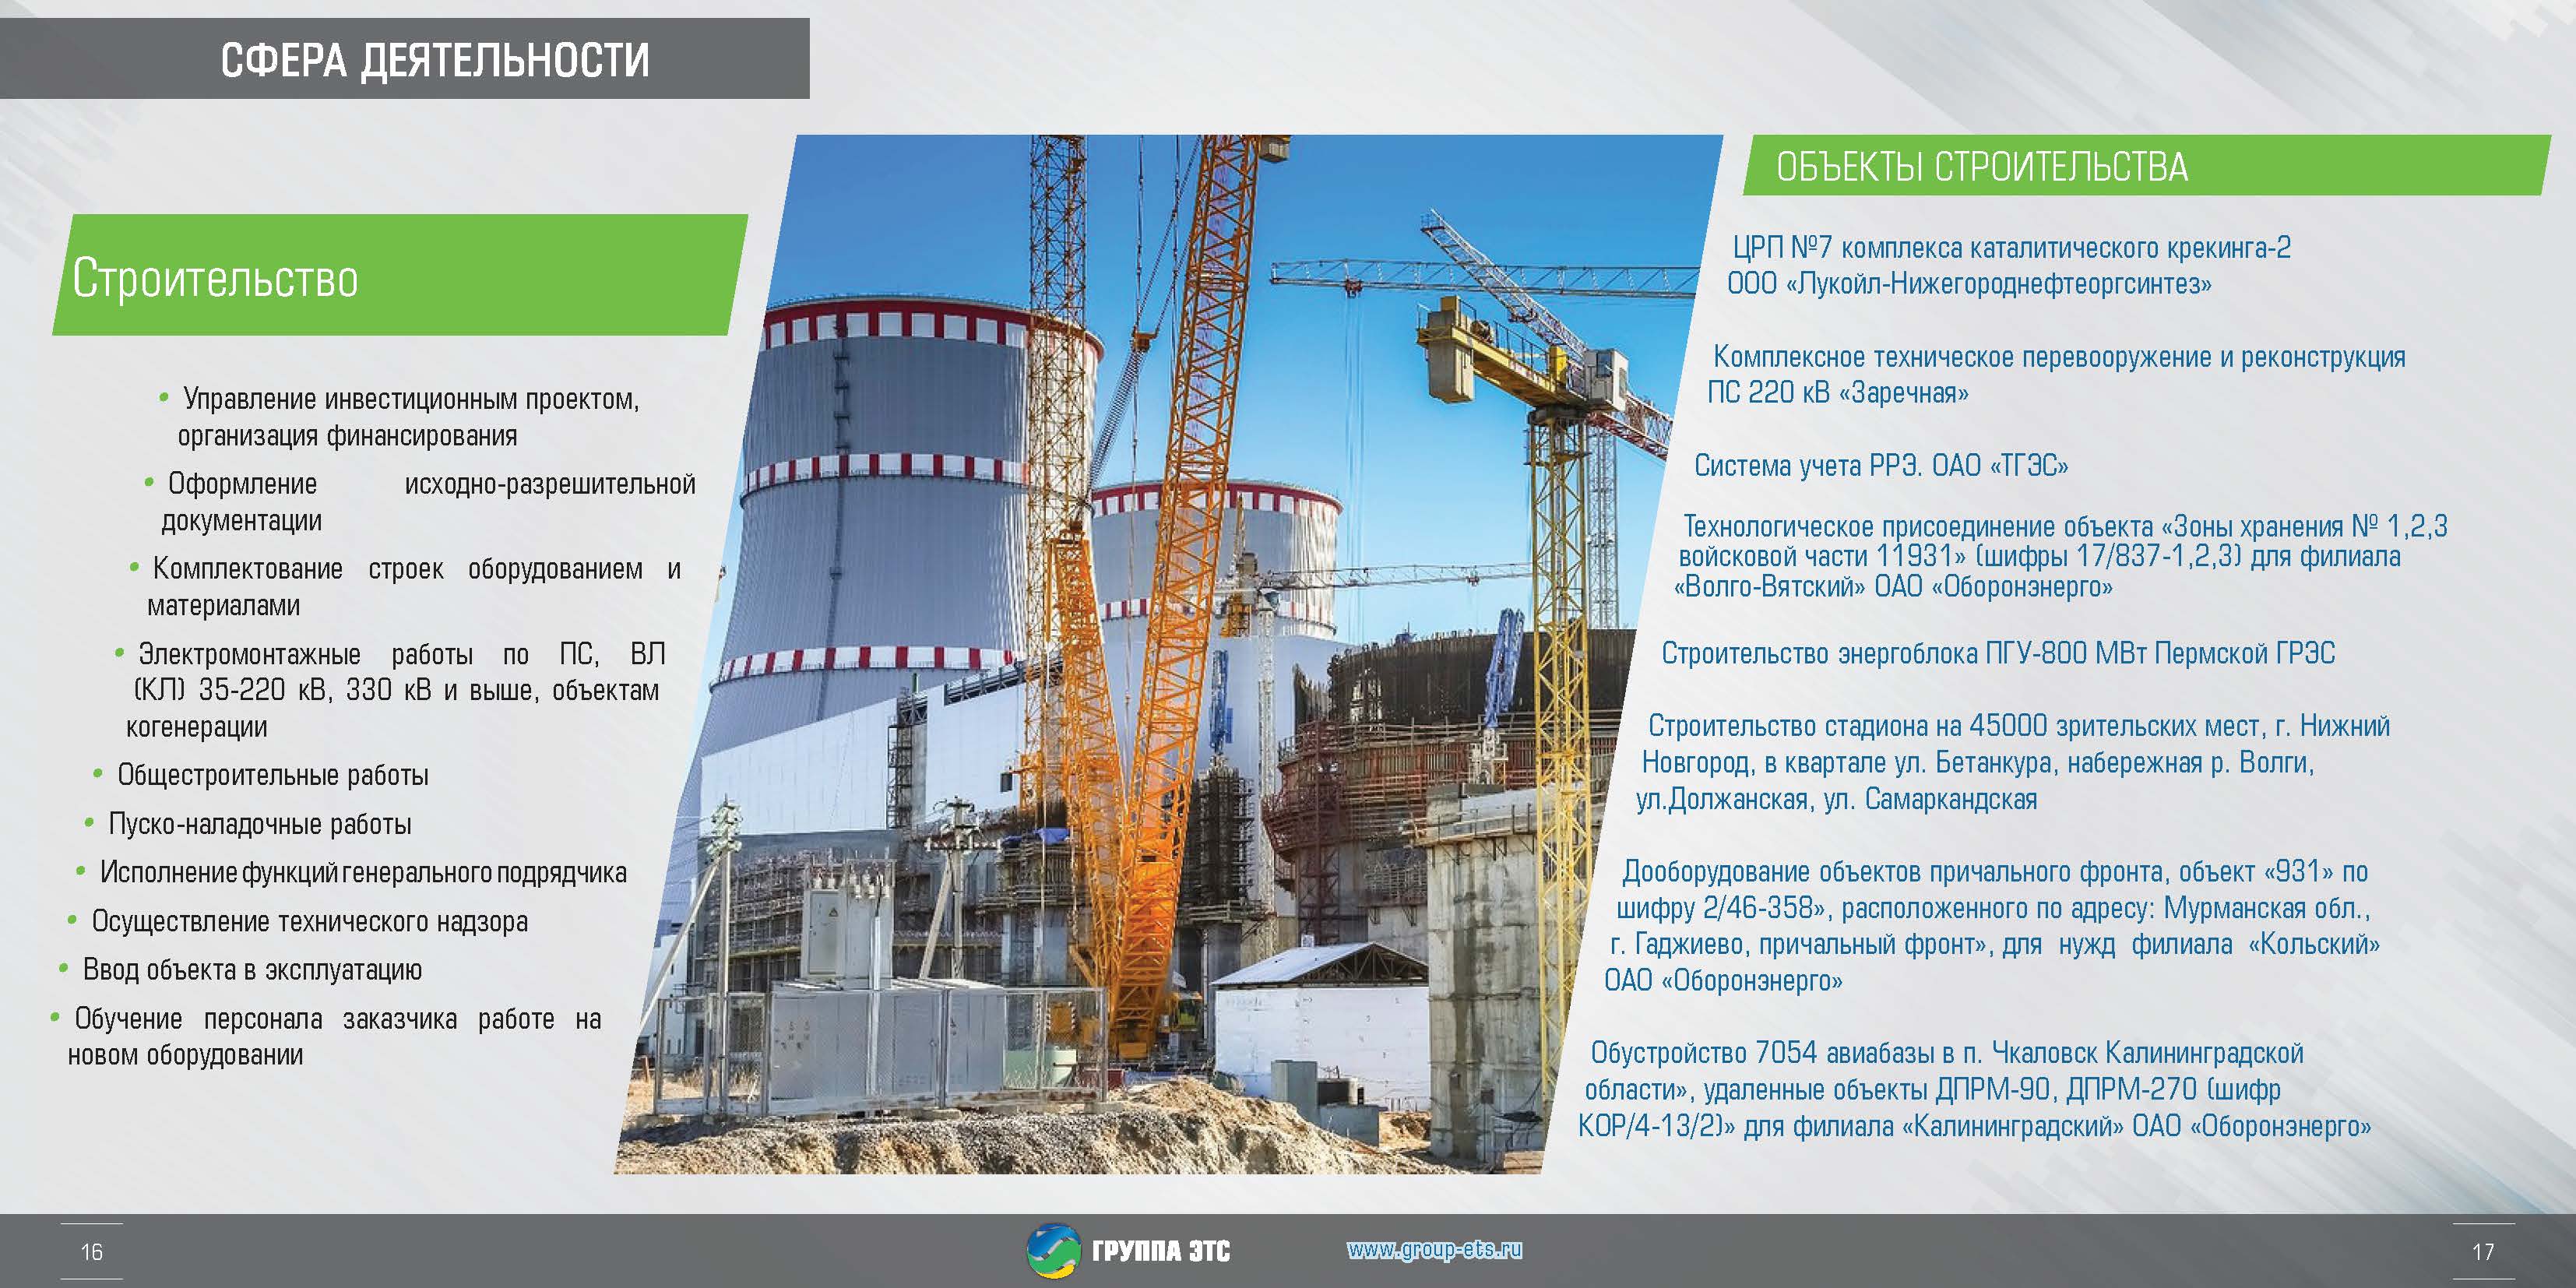 СФЕРА ДЕЯТЕЛЬНОСТИ
Строительство
• Управление инвестиционным проектом,
организация финансирования
• Оформление исходно-разрешительной
документации
• Комплектование строек оборудованием и
материалами
• Электромонтажные работы по ПС, ВЛ
(КЛ) 35-220 кВ, 330 кВ и выше, объектам
когенерации
• Общестроительные работы
• Пуско-наладочные работы
• Исполнение функций генерального подрядчика
• Осуществление технического надзора
• Ввод объекта в эксплуатацию
• Обучение персонала заказчика работе на
новом оборудовании
ОБЪЕКТЫ СТРОИТЕЛЬСТВА
ЦРП №7 комплекса каталитического крекинга-2
ООО «Лукойл-Нижегороднефтеоргсинтез»
Комплексное техническое перевооружение и реконструкция
ПС 220 кВ «Заречная»
Система учета РРЭ. ОАО «ТГЭС»
Технологическое присоединение объекта «Зоны хранения № 1,2,3
войсковой части 11931» (шифры 17/837-1,2,3) для филиала
«Волго-Вятский» ОАО «Оборонэнерго»
Строительство энергоблока ПГУ-800 МВт Пермской ГРЭС
Строительство стадиона на 45000 зрительских мест, г. Нижний
Новгород, в квартале ул. Бетанкура, набережная р. Волги,
ул.Должанская, ул. Самаркандская
Дооборудование объектов причального фронта, объект «931» по
шифру 2/46-358», расположенного по адресу: Мурманская обл.,
г. Гаджиево, причальный фронт», для нужд филиала «Кольский»
ОАО «Оборонэнерго»
Обустройство 7054 авиабазы в п. Чкаловск Калининградской
области», удаленные объекты ДПРМ-90, ДПРМ-270 (шифр
КОР/4-13/2)» для филиала «Калининградский» ОАО «Оборонэнерго»
16
ГРУППА ЭТС
www.group-ets.ru
17